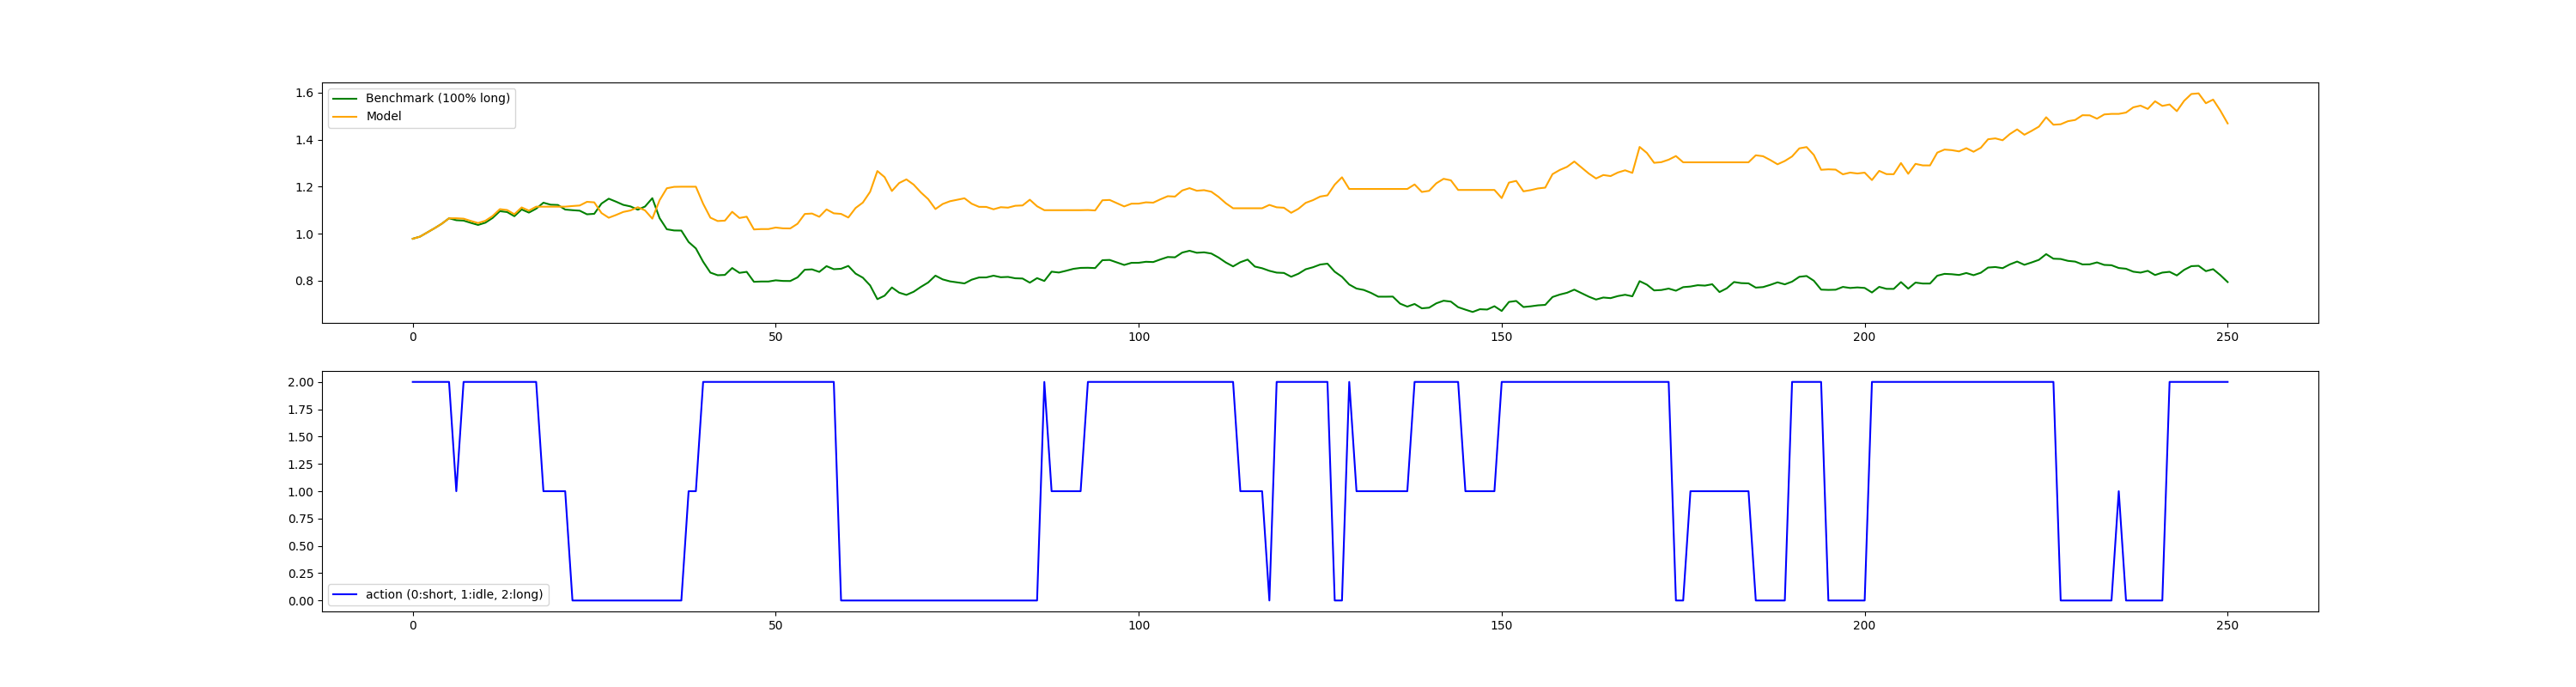 1.6
1.4
1.2
1.0
0.8
Benchmark (100% long)
Model
0 50 100 150 200 250
2.00
1.75
1.50
1.25
1.00
0.75
0.50
0.25
0.00
action (0:short, 1:idle, 2:long)
0 50 100 150 200 250